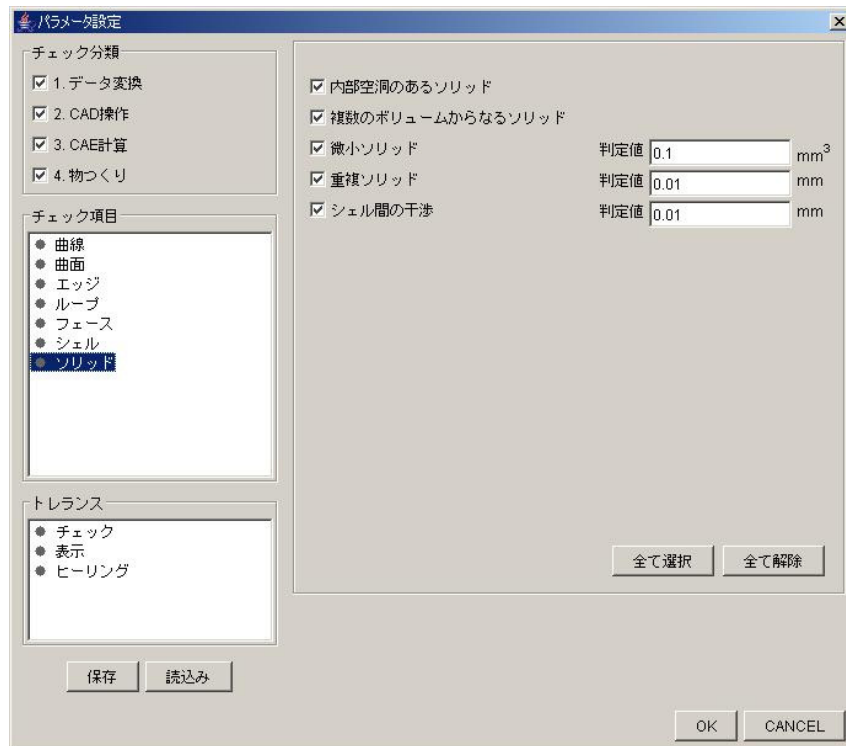 パラメータ設定
チェック分類
1. データ変換
2. CAD操作
3. CAE計算
4. 物つくり
チェック項目
曲線
曲面
エッジ
ループ
フェース
シェル
ソリッド
トレランス
チェック
表示
ヒーリング
保存 読込み
内部空洞のあるソリッド
複数のボリュームからなるソリッド
微小ソリッド 判定値 0.1 mm³
重複ソリッド 判定値 0.01 mm
シェル間の干渉 判定値 0.01 mm
全て選択 全て解除
OK CANCEL